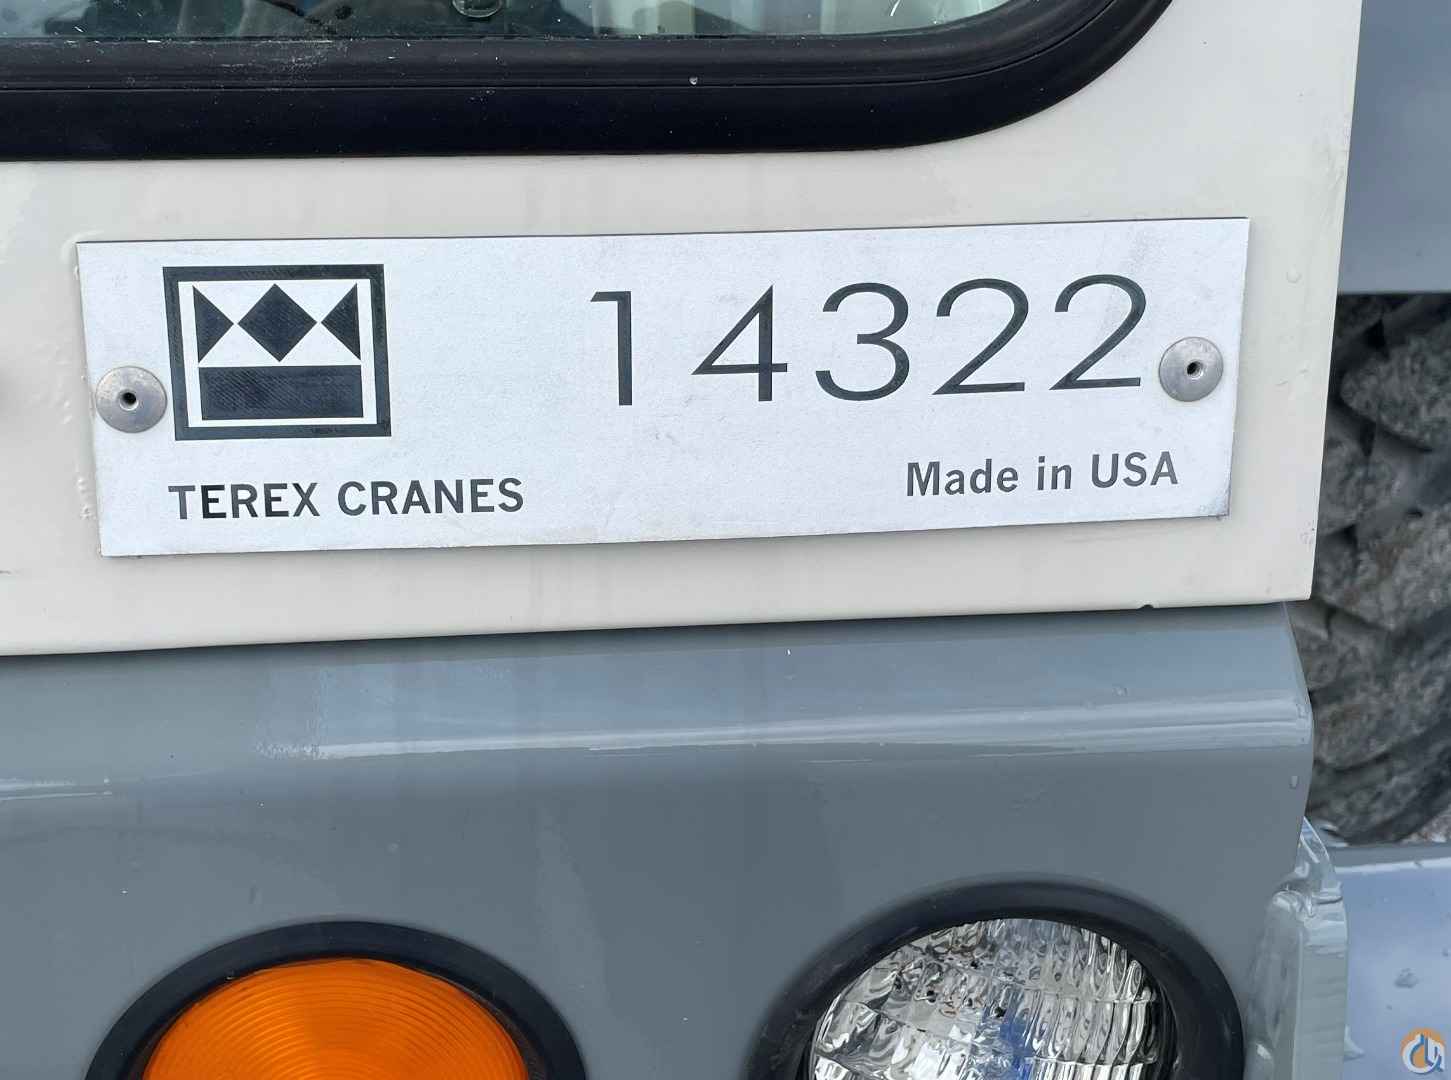 14322
TEREX CRANES
Made in USA